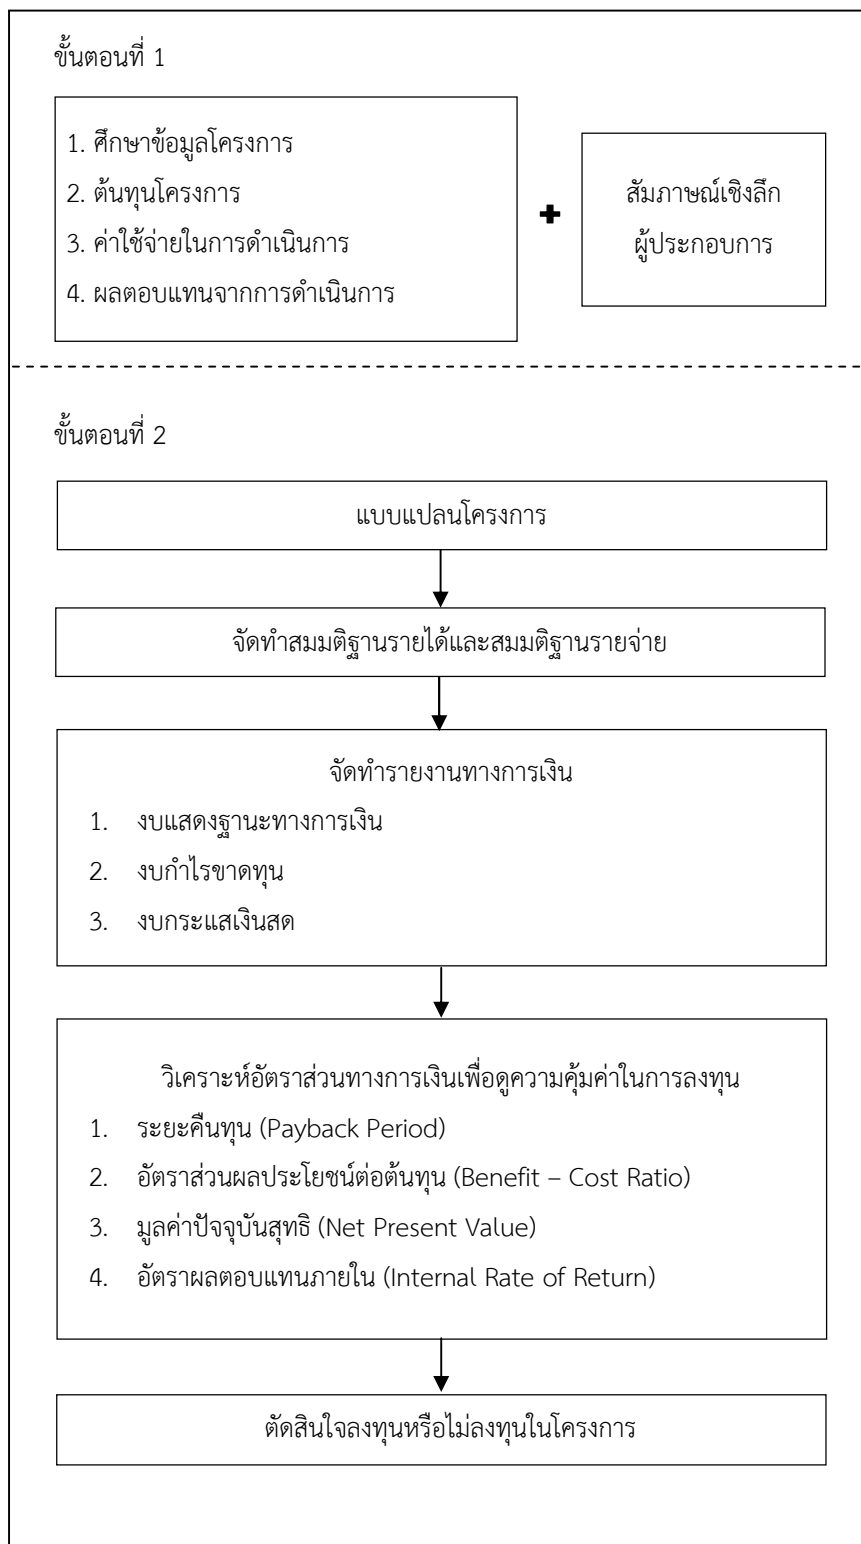 ขั้นตอนที่ 1
1. ศึกษาข้อมูลโครงการ
2. ต้นทุนโครงการ
3. ค่าใช้จ่ายในการดำเนินการ
4. ผลตอบแทนจากการดำเนินการ
สัมภาษณ์เชิงลึก
ผู้ประกอบการ
ขั้นตอนที่ 2
แบบแปลนโครงการ
จัดทำสมมติฐานรายได้และสมมติฐานรายจ่าย
จัดทำรายงานทางการเงิน
1. งบแสดงฐานะทางการเงิน
2. งบกำไรขาดทุน
3. งบกระแสเงินสด
วิเคราะห์อัตราส่วนทางการเงินเพื่อดูความคุ้มค่าในการลงทุน
1. ระยะคืนทุน (Payback Period)
2. อัตราส่วนผลประโยชน์ต่อต้นทุน (Benefit – Cost Ratio)
3. มูลค่าปัจจุบันสุทธิ (Net Present Value)
4. อัตราผลตอบแทนภายใน (Internal Rate of Return)
ตัดสินใจลงทุนหรือไม่ลงทุนในโครงการ